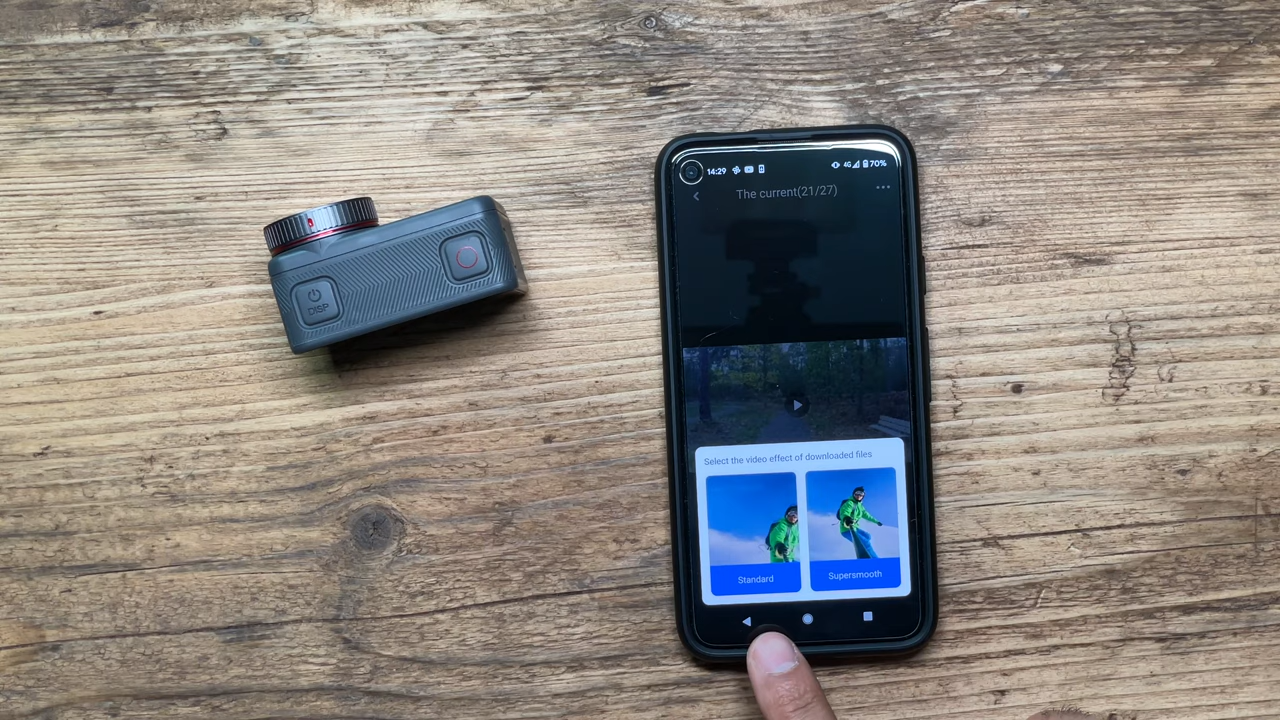 14:29
4G
70%
The current(21/27)
DISP
Select the video effect of downloaded files
Standard
Supersmooth